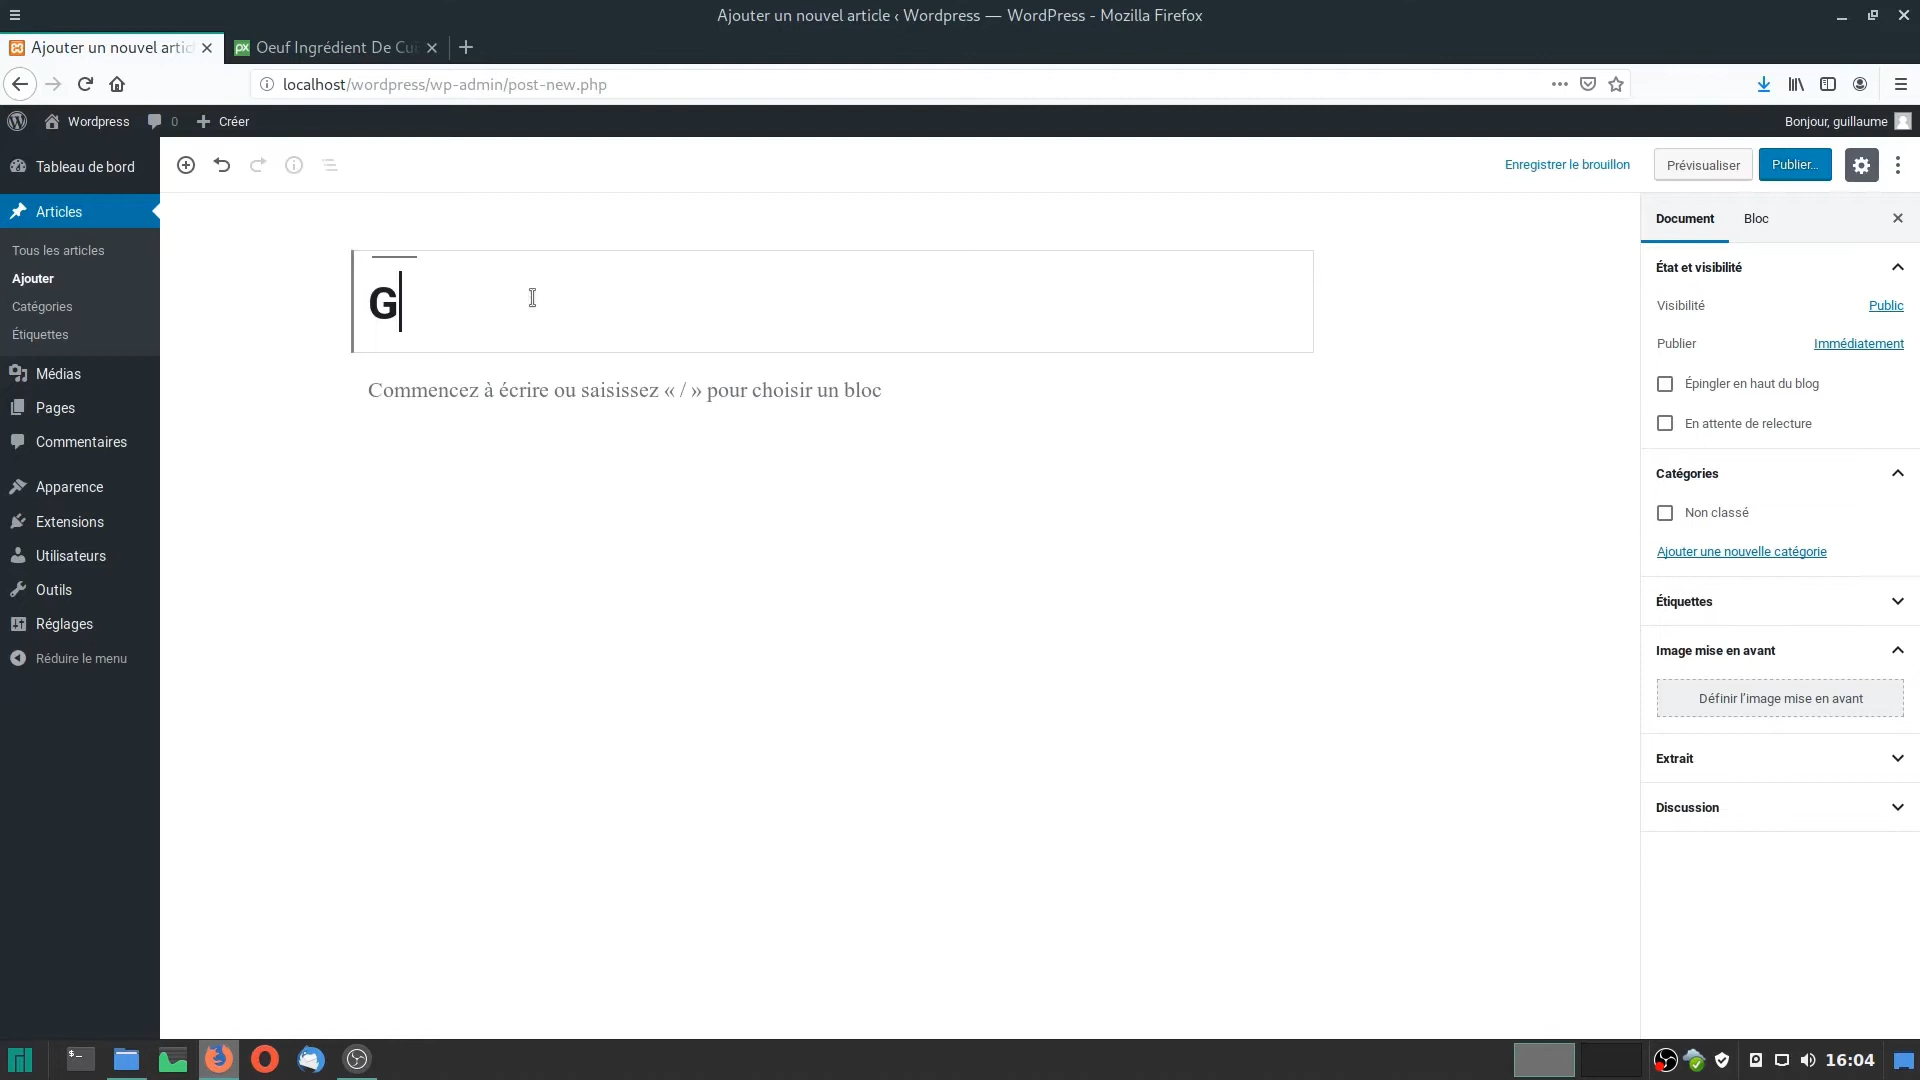 Ajouter un nouvel article ‹ Wordpress — WordPress - Mozilla Firefox
Ajouter un nouvel artic
Oeuf Ingrédient De Cui
localhost/wordpress/wp-admin/post-new.php
Wordpress
0
Créer
Bonjour, guillaume
Tableau de bord
Articles
Tous les articles
Ajouter
Catégories
Étiquettes
Médias
Pages
Commentaires
Apparence
Extensions
Utilisateurs
Outils
Réglages
Réduire le menu
Enregistrer le brouillon
Prévisualiser
Publier...
G
Commencez à écrire ou saisissez « / » pour choisir un bloc
Document
Bloc
État et visibilité
Visibilité
Public
Publier
Immédiatement
Épingler en haut du blog
En attente de relecture
Catégories
Non classé
Ajouter une nouvelle catégorie
Étiquettes
Image mise en avant
Définir l’image mise en avant
Extrait
Discussion
16:04